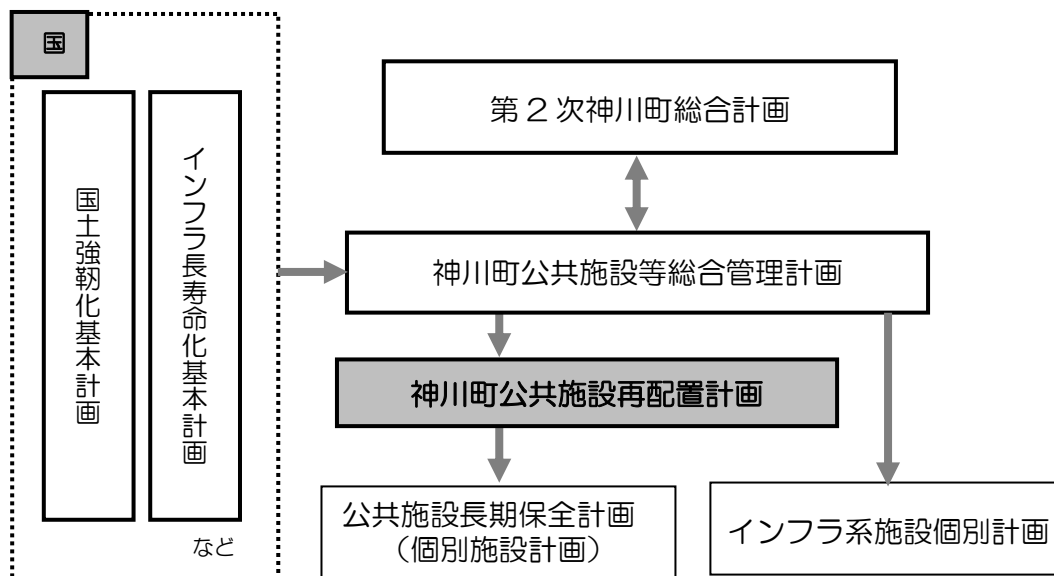 国
国土強靭化基本計画
インフラ長寿命化基本計画
など
第２次神川町総合計画
神川町公共施設等総合管理計画
神川町公共施設再配置計画
公共施設長期保全計画
（個別施設計画）
インフラ系施設個別計画